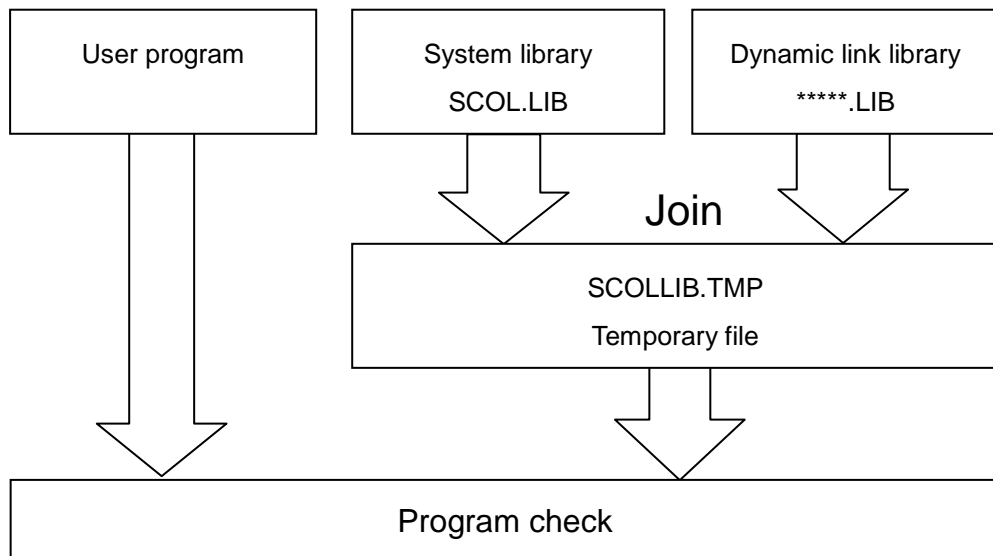 User program
System library
SCOL.LIB
Dynamic link library
*****.LIB
Join
SCOLLIB.TMP
Temporary file
Program check